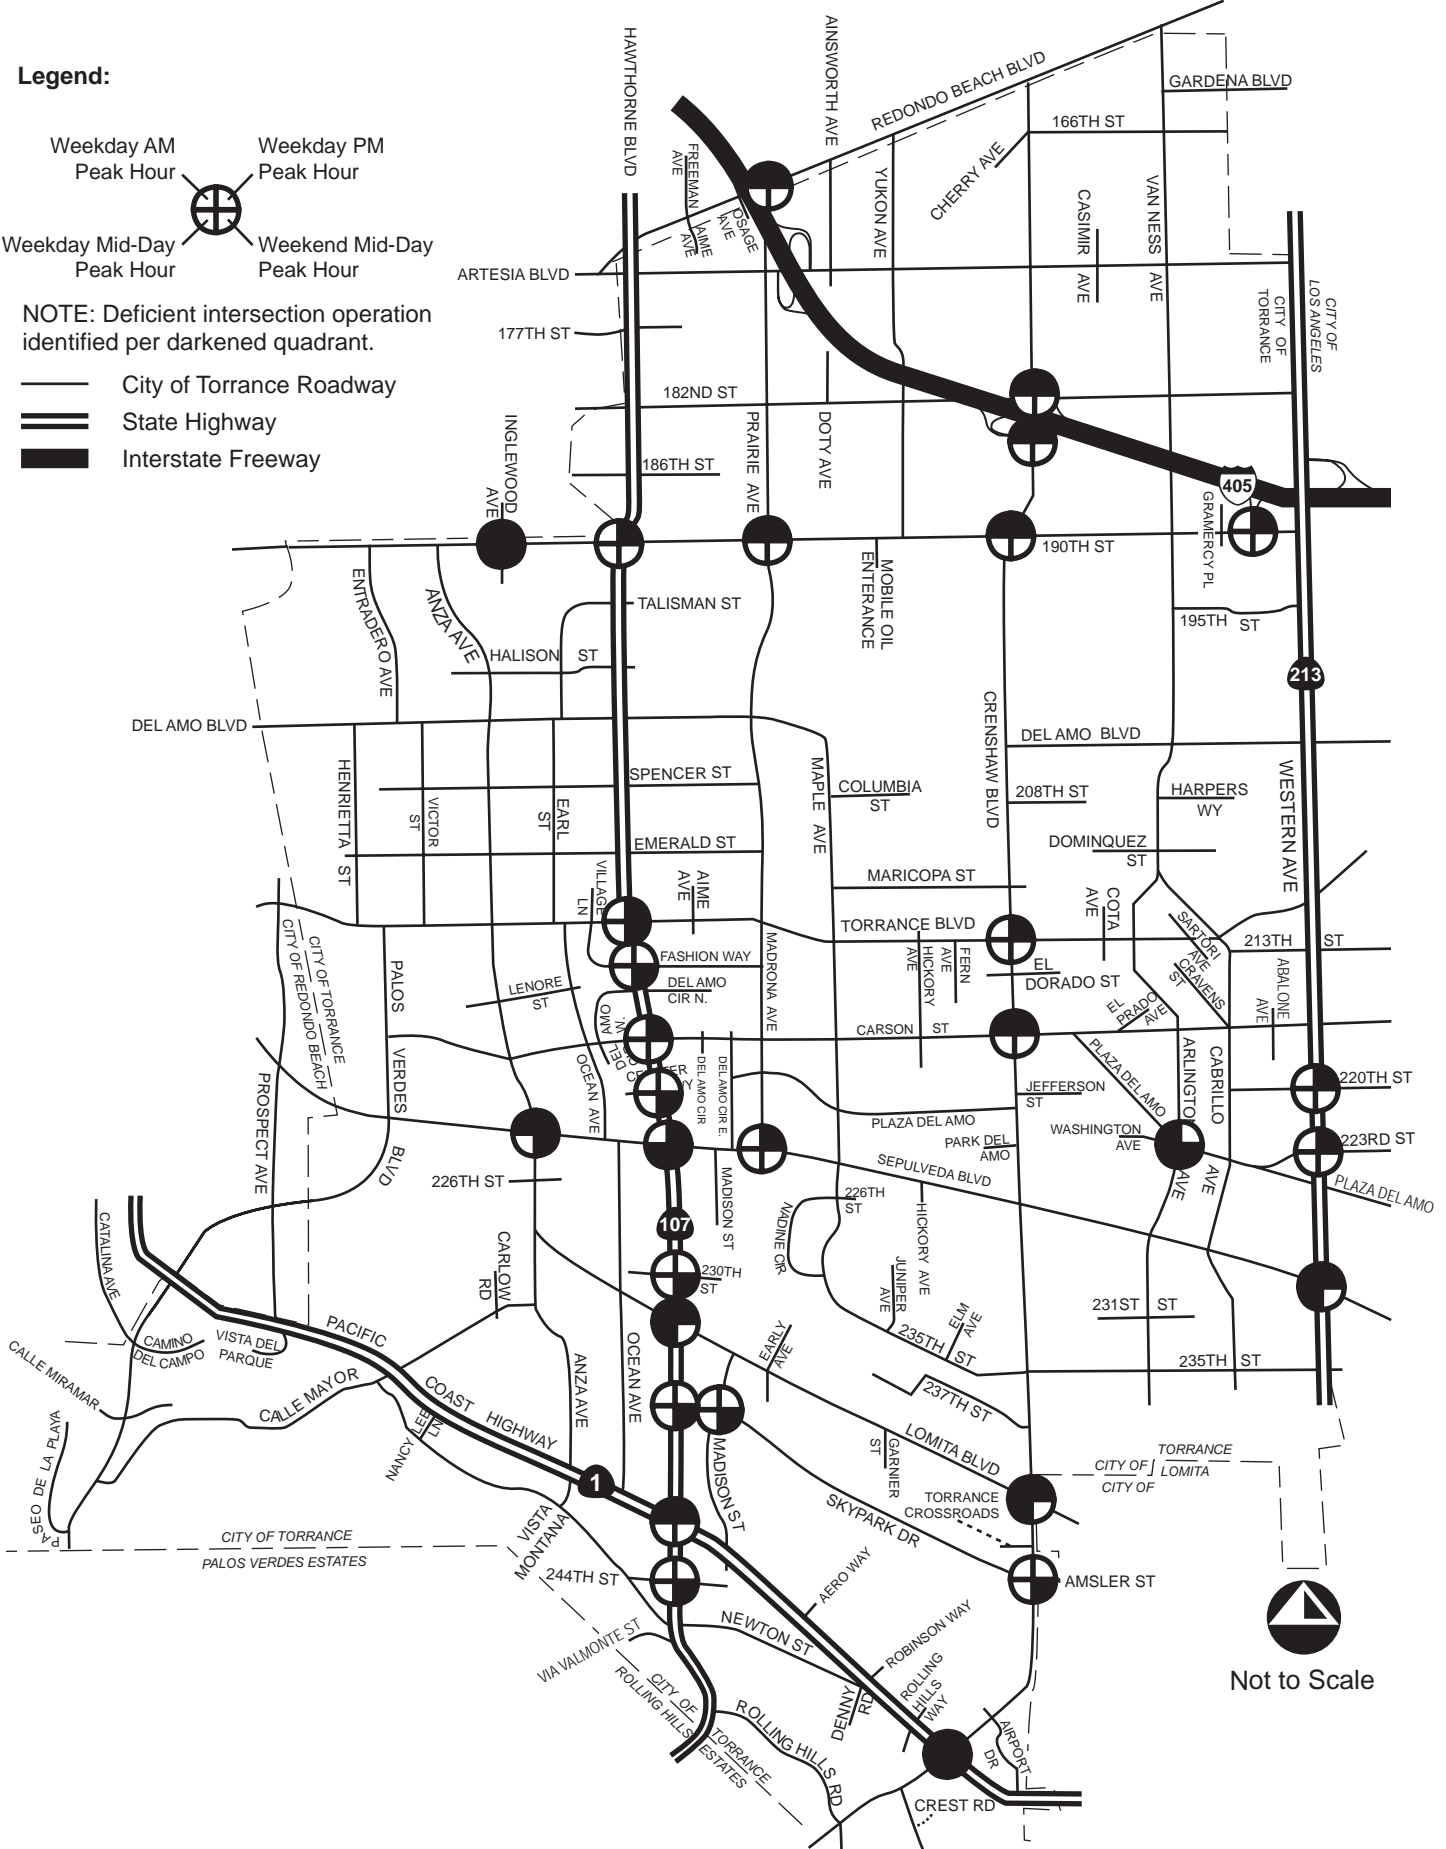 Legend:
Weekday AM
Peak Hour
Weekday PM
Peak Hour
Weekday Mid-Day
Peak Hour
Weekend Mid-Day
Peak Hour
NOTE: Deficient intersection operation
identified per darkened quadrant.
City of Torrance Roadway
State Highway
Interstate Freeway
HAWTHORNE BLVD
AINSWORTH AVE
REDONDO BEACH BLVD
GARDENA BLVD
166TH ST
CHERRY AVE
FREEMAN
AVE
AIME
AVE
OSAGE
AVE
YUKON AVE
CASIMIR
AVE
VAN NESS
AVE
ARTESIA BLVD
177TH ST
CITY OF
TORRANCE
CITY OF
LOS ANGELES
182ND ST
INGLEWOOD
AVE
186TH ST
PRAIRIE AVE
DOTY AVE
405
GRAMERCY PL
190TH ST
MOBILE OIL
ENTERANCE
ENTRADERO AVE
ANZA AVE
TALISMAN ST
HALISON ST
195TH ST
213
DEL AMO BLVD
CRENSHAW BLVD
DEL AMO BLVD
HENRIETTA ST
VICTOR
ST
EARL
ST
SPENCER ST
MAPLE AVE
COLUMBIA
ST
208TH ST
HARPERS
WY
WESTERN AVE
EMERALD ST
DOMINQUEZ
ST
VILLAGE
LN
AIME
AVE
MARICOPA ST
COTA
AVE
TORRANCE BLVD
SARTORI
AVE
CRAVENS
ST
213TH ST
CITY OF TORRANCE
CITY OF REDONDO BEACH
PALOS
VERDES
BLVD
LENORE
ST
FASHION WAY
DEL AMO
CIR N.
MADRONA AVE
HICKORY
AVE
FERN
AVE
EL
DORADO ST
EL
PRADO
AVE
ABALONE
AVE
CARSON ST
DEL AMO
W.
OCEAN AVE
DEL AMO CIR
DEL AMO CIR E.
PROSPECT AVE
PLAZA DEL AMO
ARLINGTON
AVE
CABRILLO
AVE
JEFFERSON
ST
220TH ST
PLAZA DEL AMO
PARK DEL
AMO
WASHINGTON
AVE
223RD ST
PLAZA DEL AMO
SEPULVEDA BLVD
226TH ST
MADISON ST
226TH
ST
NADINE CIR
HICKORY AVE
107
CATALINA AVE
CARLOW
RD
230TH
ST
JUNIPER
AVE
ELM
AVE
231ST ST
235TH ST
235TH ST
CAMINO
DEL CAMPO
VISTA DEL
PARQUE
PACIFIC
COAST
HIGHWAY
CALLE MIRAMAR
CALLE MAYOR
NANCY LEE
LN
ANZA AVE
OCEAN AVE
EARLY
AVE
237TH ST
GARNIER
ST
LOMITA BLVD
PASEO DE LA PLAYA
1
MADISON ST
SKYPARK DR
TORRANCE
CROSSROADS
CITY OF TORRANCE
CITY OF LOMITA
CITY OF TORRANCE
PALOS VERDES ESTATES
VISTA
MONTANA
244TH ST
AERO WAY
AMSLER ST
VIA VALMONTE ST
NEWTON ST
ROBINSON WAY
ROLLING
HILLS
WAY
DENNY
RD
CITY OF TORRANCE
ROLLING HILLS ESTATES
ROLLING HILLS RD
AIRPORT
DR
CREST RD
Not to Scale